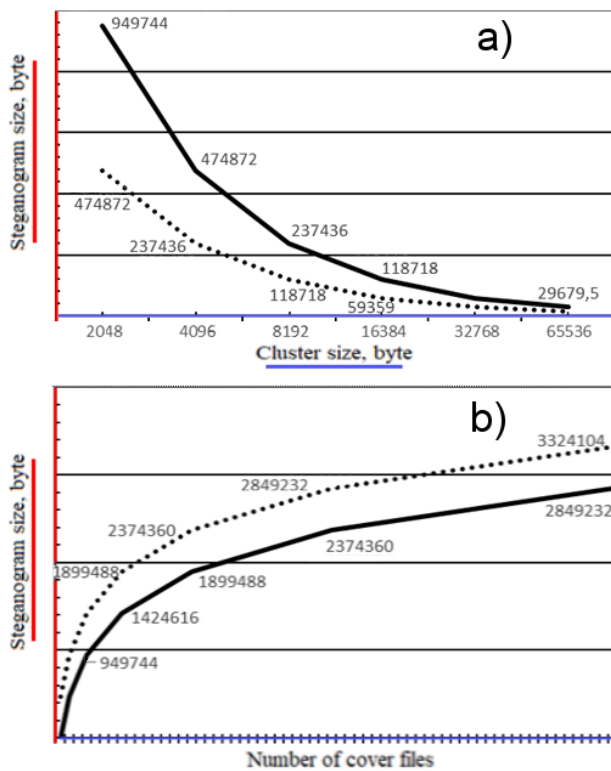 a)
949744
Steganogram size, byte
474872
474872
237436
237436
118718
118718
59359
29679,5
2048 4096 8192 16384 32768 65536
Cluster size, byte
b)
3324104
Steganogram size, byte
2849232
2849232
2374360
2374360
1899488
1899488
1424616
949744
Number of cover files